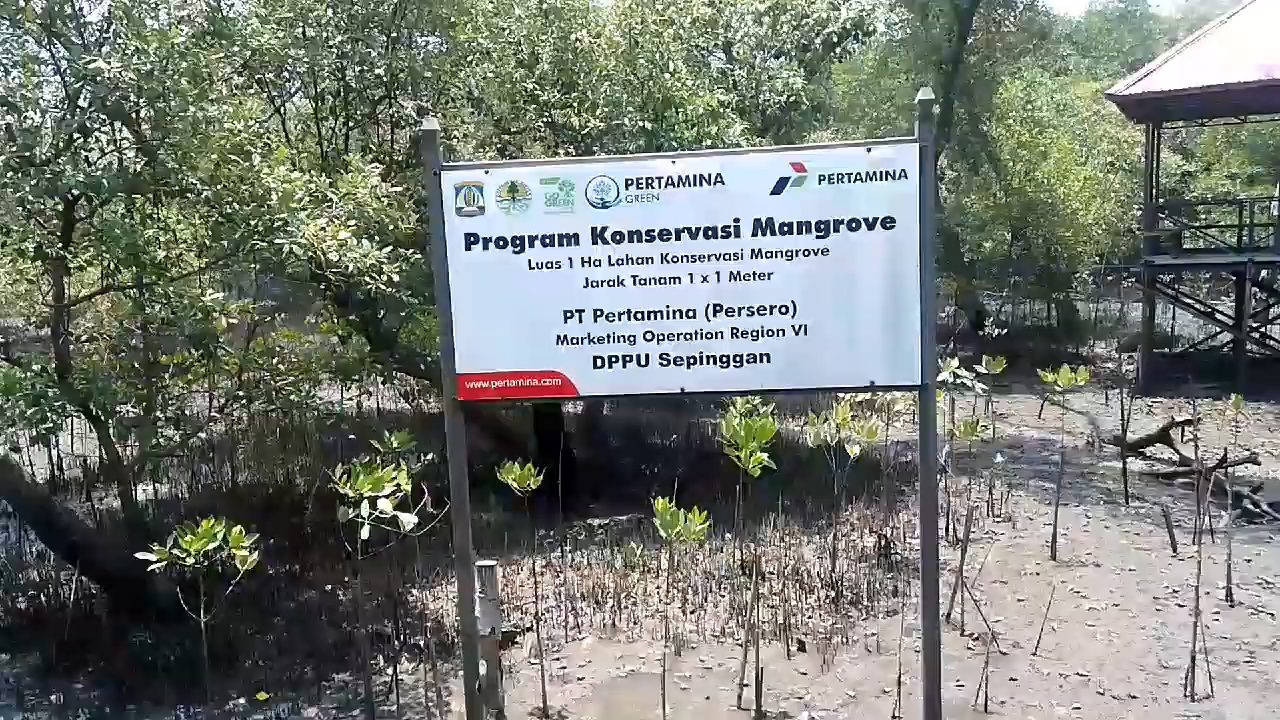 GREEN
PERTAMINA
GREEN
PERTAMINA
Program Konservasi Mangrove
Luas 1 Ha Lahan Konservasi Mangrove
Jarak Tanam 1 x 1 Meter
PT Pertamina (Persero)
Marketing Operation Region VI
DPPU Sepinggan
www.pertamina.com